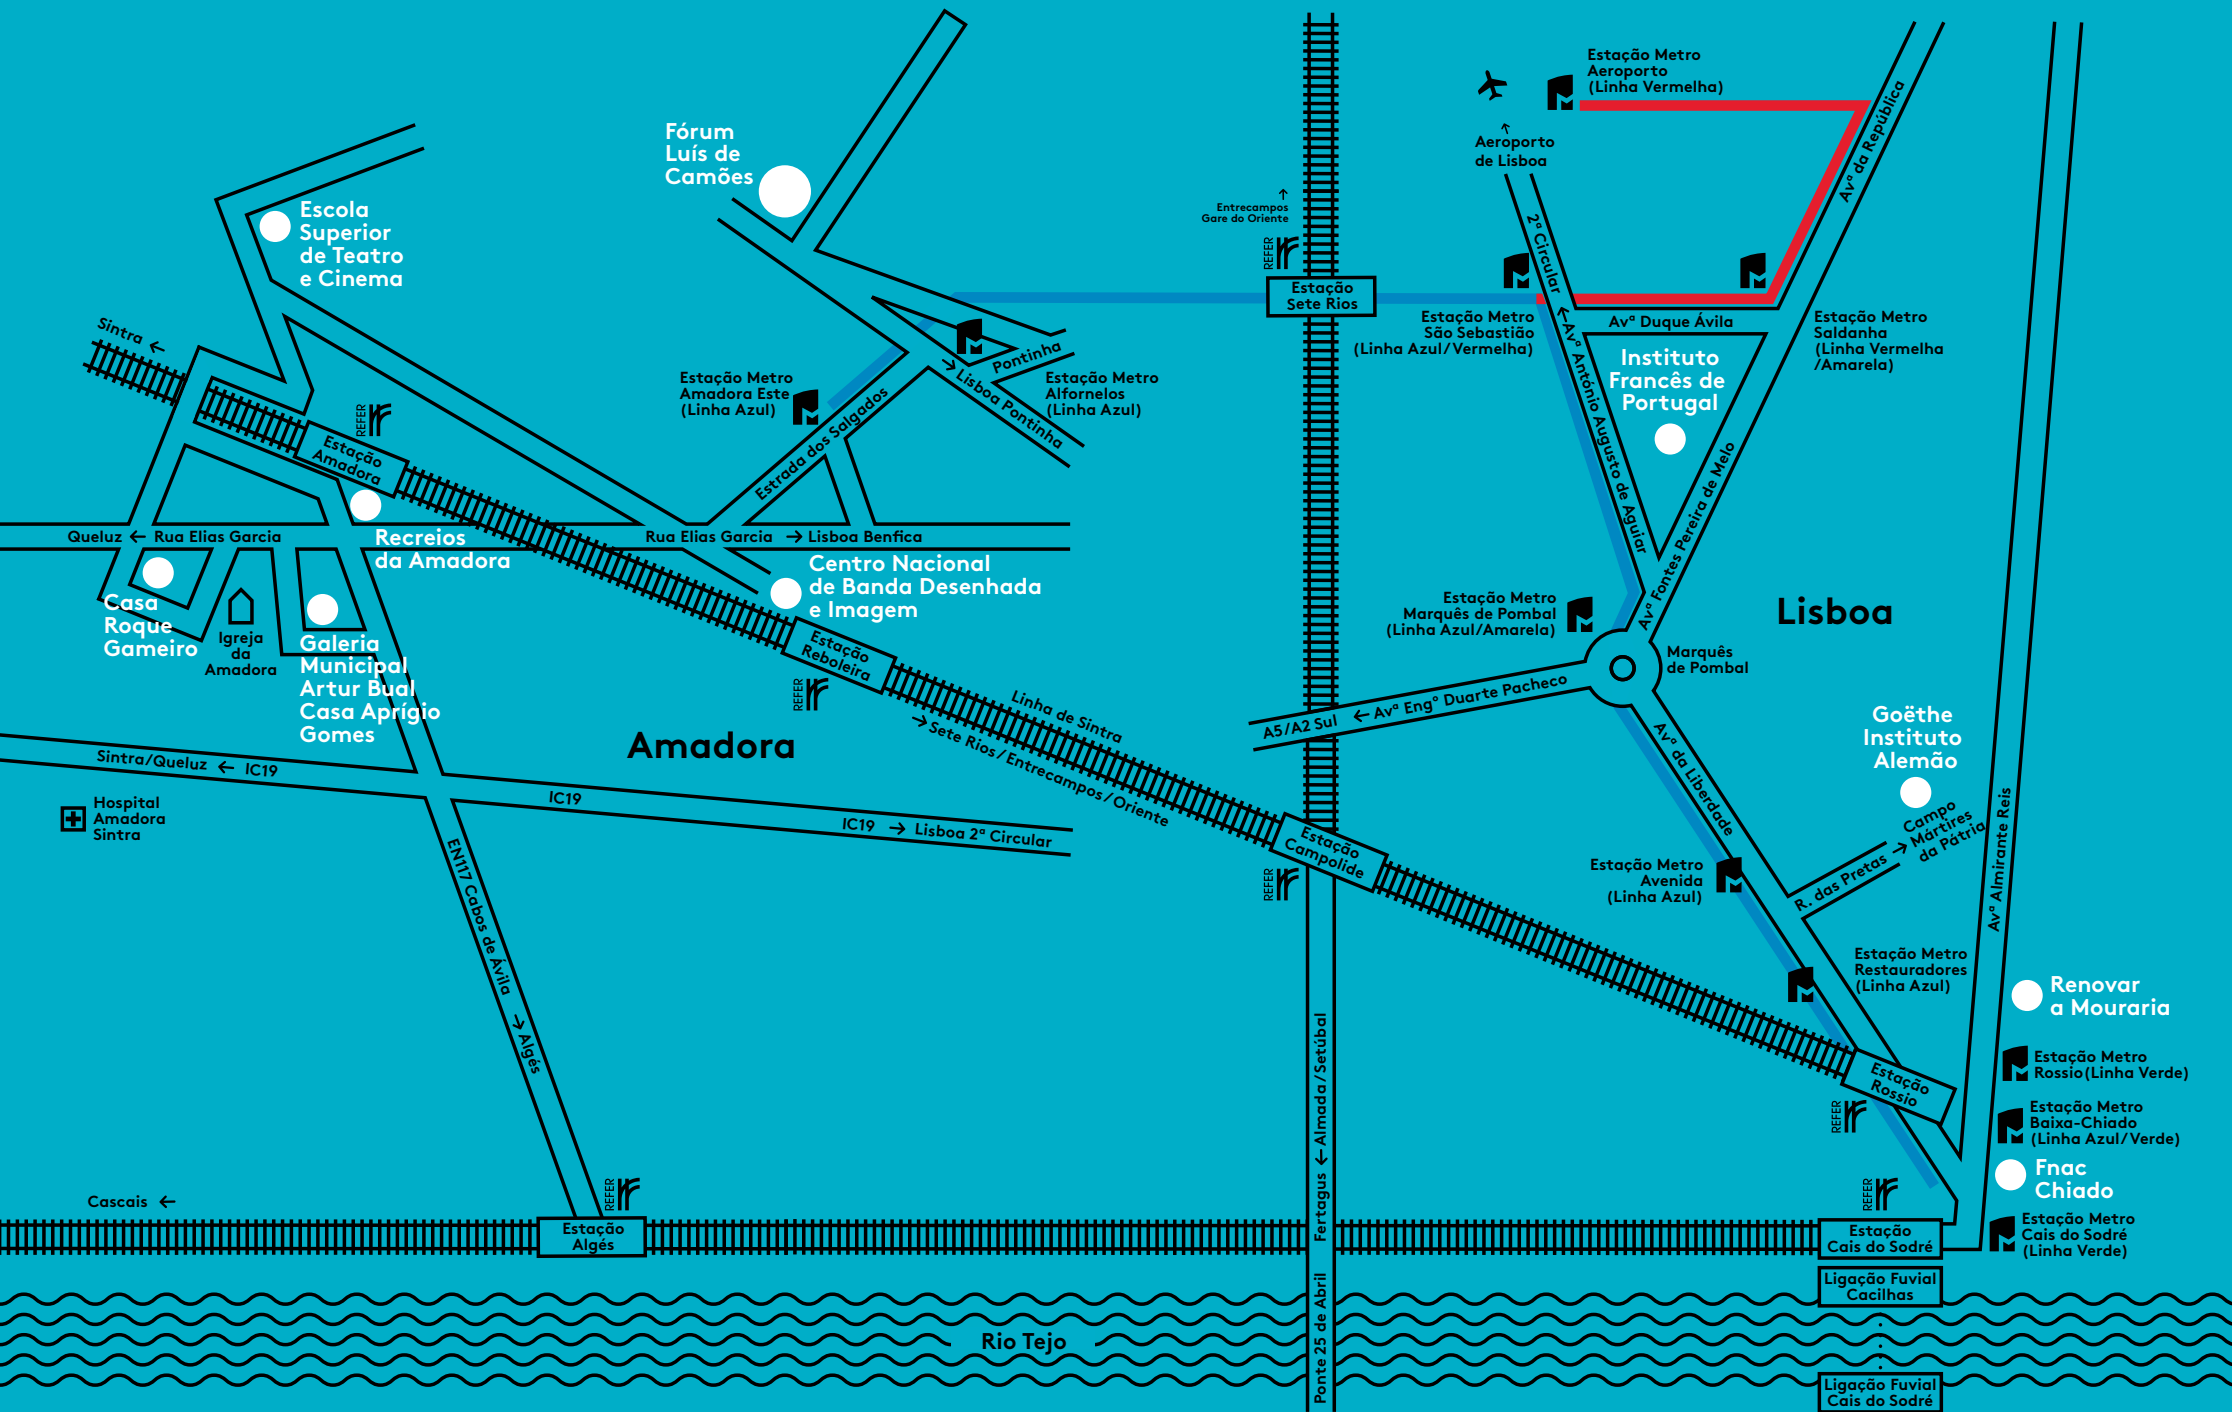 Estação Metro
Aeroporto
(Linha Vermelha)
Aeroporto
de Lisboa
Avª da República
2ª Circular
Fórum
Luís de
Camões
Escola
Superior
de Teatro
e Cinema
Entrecampos
Gare do Oriente
REFER
Estação
Sete Rios
Estação Metro
São Sebastião
(Linha Azul/Vermelha)
Avª Duque Ávila
Estação Metro
Saldanha
(Linha Vermelha
/Amarela)
Instituto
Francês de
Portugal
Avª António Augusto de Aguiar
Avª Fontes Pereira de Melo
Sintra
REFER
Estação
Amadora
Estação Metro
Amadora Este
(Linha Azul)
Pontinha
Lisboa Pontinha
Estação Metro
Alfornelos
(Linha Azul)
Estrada dos Salgados
Queluz
Rua Elias Garcia
Recreios
da Amadora
Rua Elias Garcia
Lisboa Benfica
Centro Nacional
de Banda Desenhada
e Imagem
Casa
Roque
Gameiro
Igreja
da
Amadora
Galeria
Municipal
Artur Bual
Casa Aprígio
Gomes
Estação
Reboleira
REFER
Linha de Sintra
Sete Rios/Entrecampos/Oriente
Amadora
Estação Metro
Marquês de Pombal
(Linha Azul/Amarela)
Marquês
de Pombal
Lisboa
A5/A2 Sul
Avª Engº Duarte Pacheco
Avª da Liberdade
Goëthe
Instituto
Alemão
Campo
Mártires
da Pátria
R. das Pretas
Avª Almirante Reis
Sintra/Queluz
IC19
IC19
IC19
Lisboa 2ª Circular
Hospital
Amadora
Sintra
EN117 Cabos de Ávila
Algés
Estação
Campolide
REFER
Estação Metro
Avenida
(Linha Azul)
Estação Metro
Restauradores
(Linha Azul)
Renovar
a Mouraria
Estação Metro
Rossio(Linha Verde)
Estação
Rossio
REFER
Estação Metro
Baixa-Chiado
(Linha Azul/Verde)
Fnac
Chiado
Estação Metro
Cais do Sodré
(Linha Verde)
REFER
Estação
Cais do Sodré
Ligação Fuvial
Cacilhas
Ligação Fuvial
Cais do Sodré
Cascais
REFER
Estação
Algés
Almada/Setúbal
Fertagus
Ponte 25 de Abril
Rio Tejo